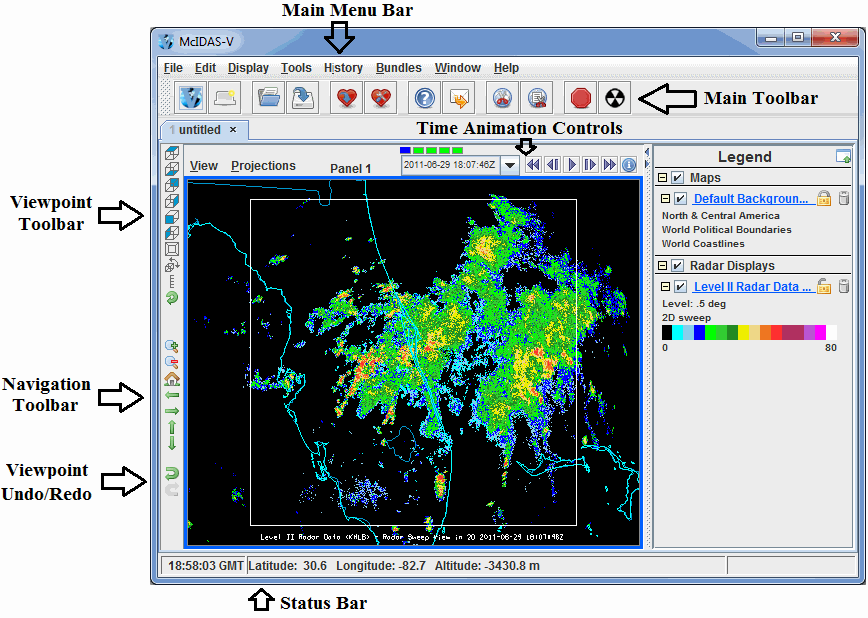 Main Menu Bar
McIDAS-V
File Edit Display Tools History Bundles Window Help
Main Toolbar
1 untitled ×
Time Animation Controls
View Projections Panel 1
2011-06-29 18:07:46Z
Legend
Maps
Default Backgroun...
North & Central America
World Political Boundaries
World Coastlines
Radar Displays
Level II Radar Data ...
Level: .5 deg
2D sweep
0 80
Viewpoint
Toolbar
Navigation
Toolbar
Viewpoint
Undo/Redo
Level II Radar Data (KMLB) - Radar Sweep View in 2D 2011-06-29 18:07:46Z
18:58:03 GMT Latitude: 30.6 Longitude: -82.7 Altitude: -3430.8 m
Status Bar